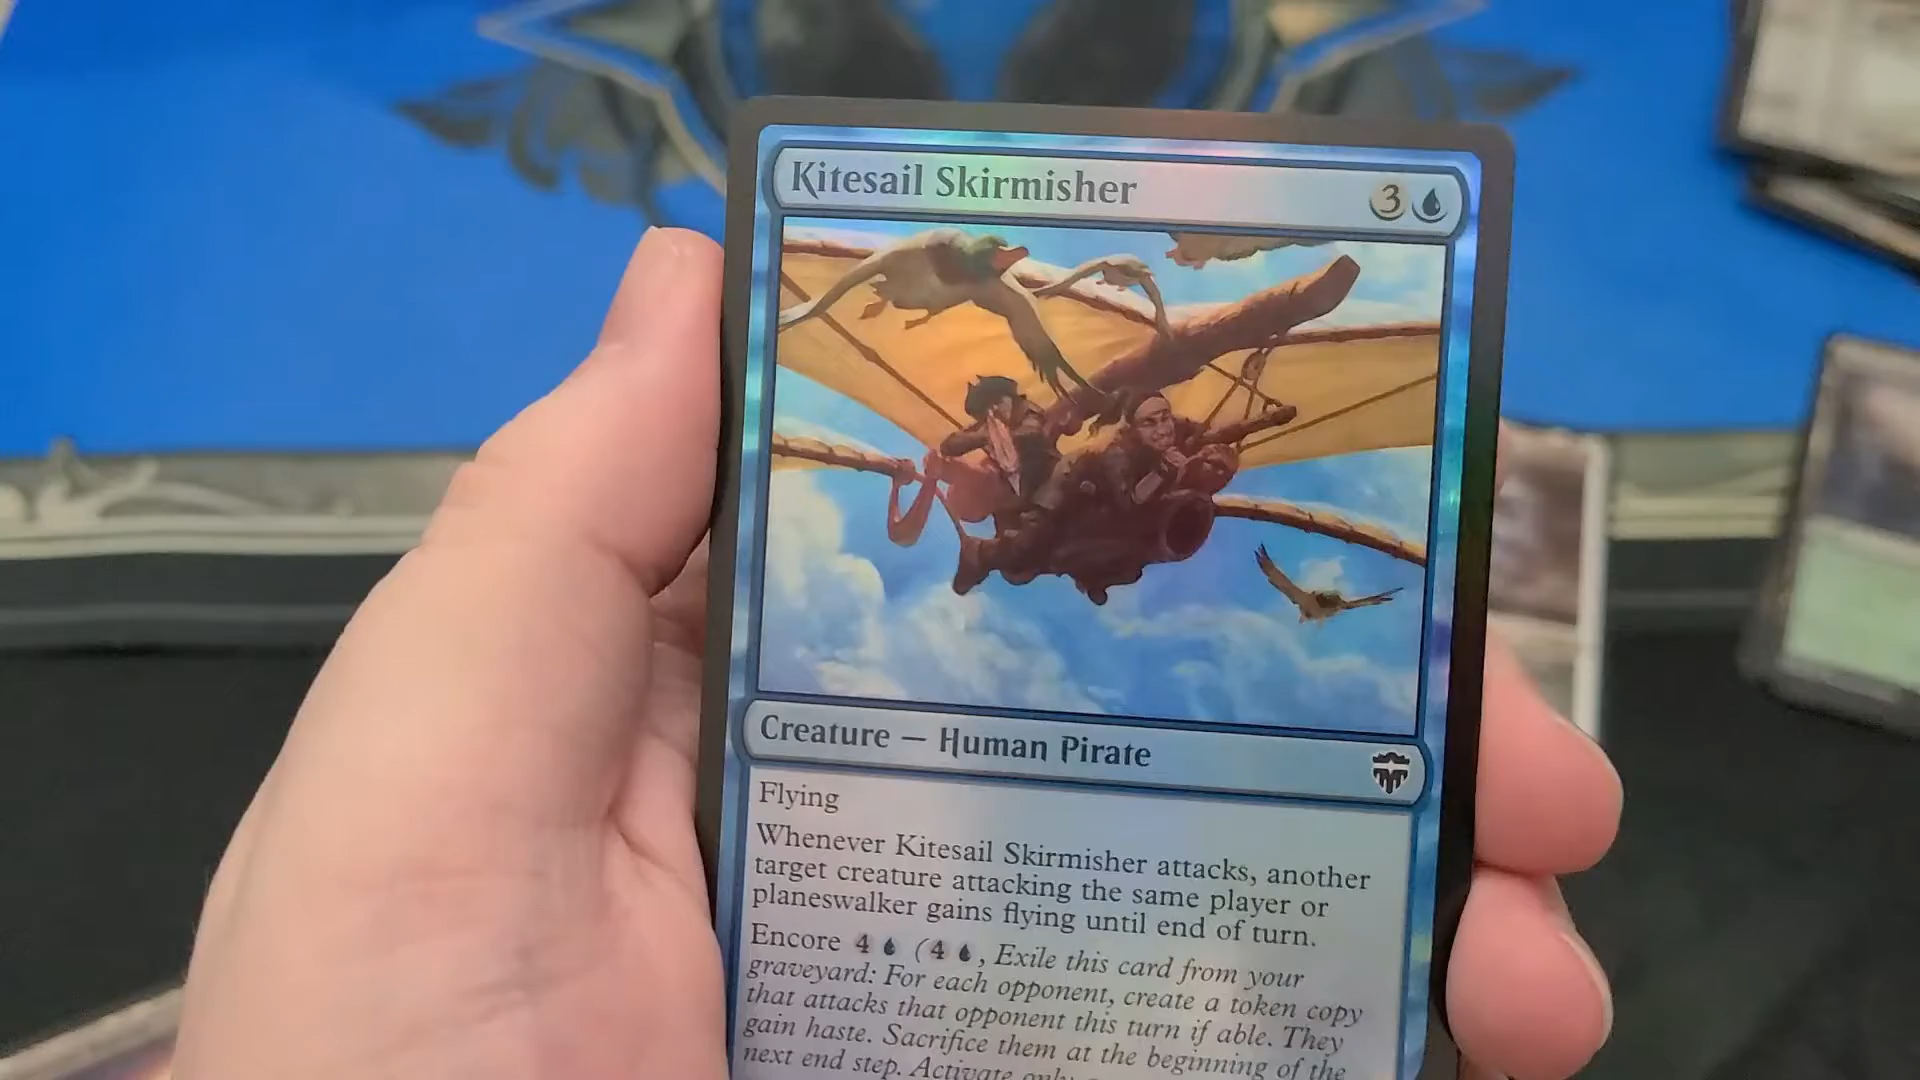 Kitesail Skirmisher 3
Creature — Human Pirate
Flying
Whenever Kitesail Skirmisher attacks, another
target creature attacking the same player or
planeswalker gains flying until end of turn.
Encore 4 (4 , Exile this card from your
graveyard: For each opponent, create a token copy
that attacks that opponent this turn if able. They
gain haste. Sacrifice them at the beginning of the
next end step. Activate only